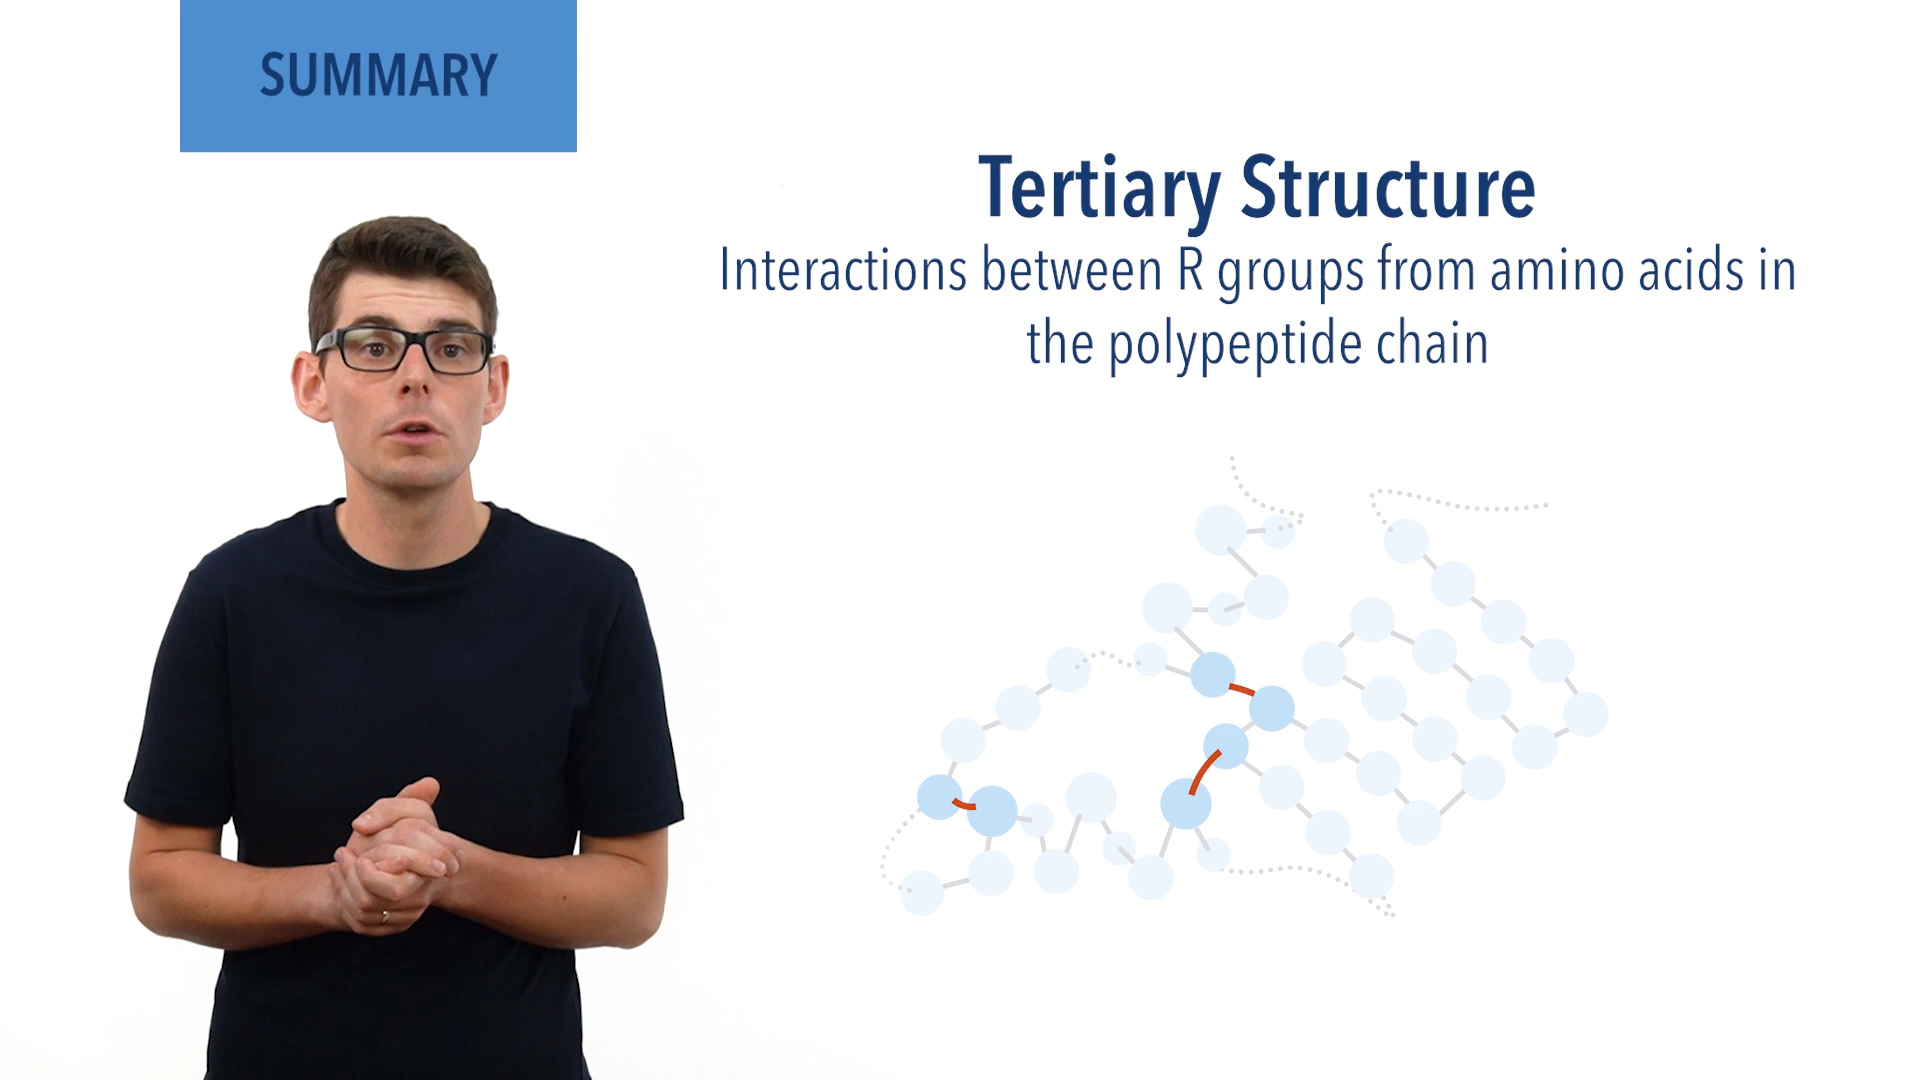 SUMMARY
Tertiary Structure
Interactions between R groups from amino acids in
the polypeptide chain